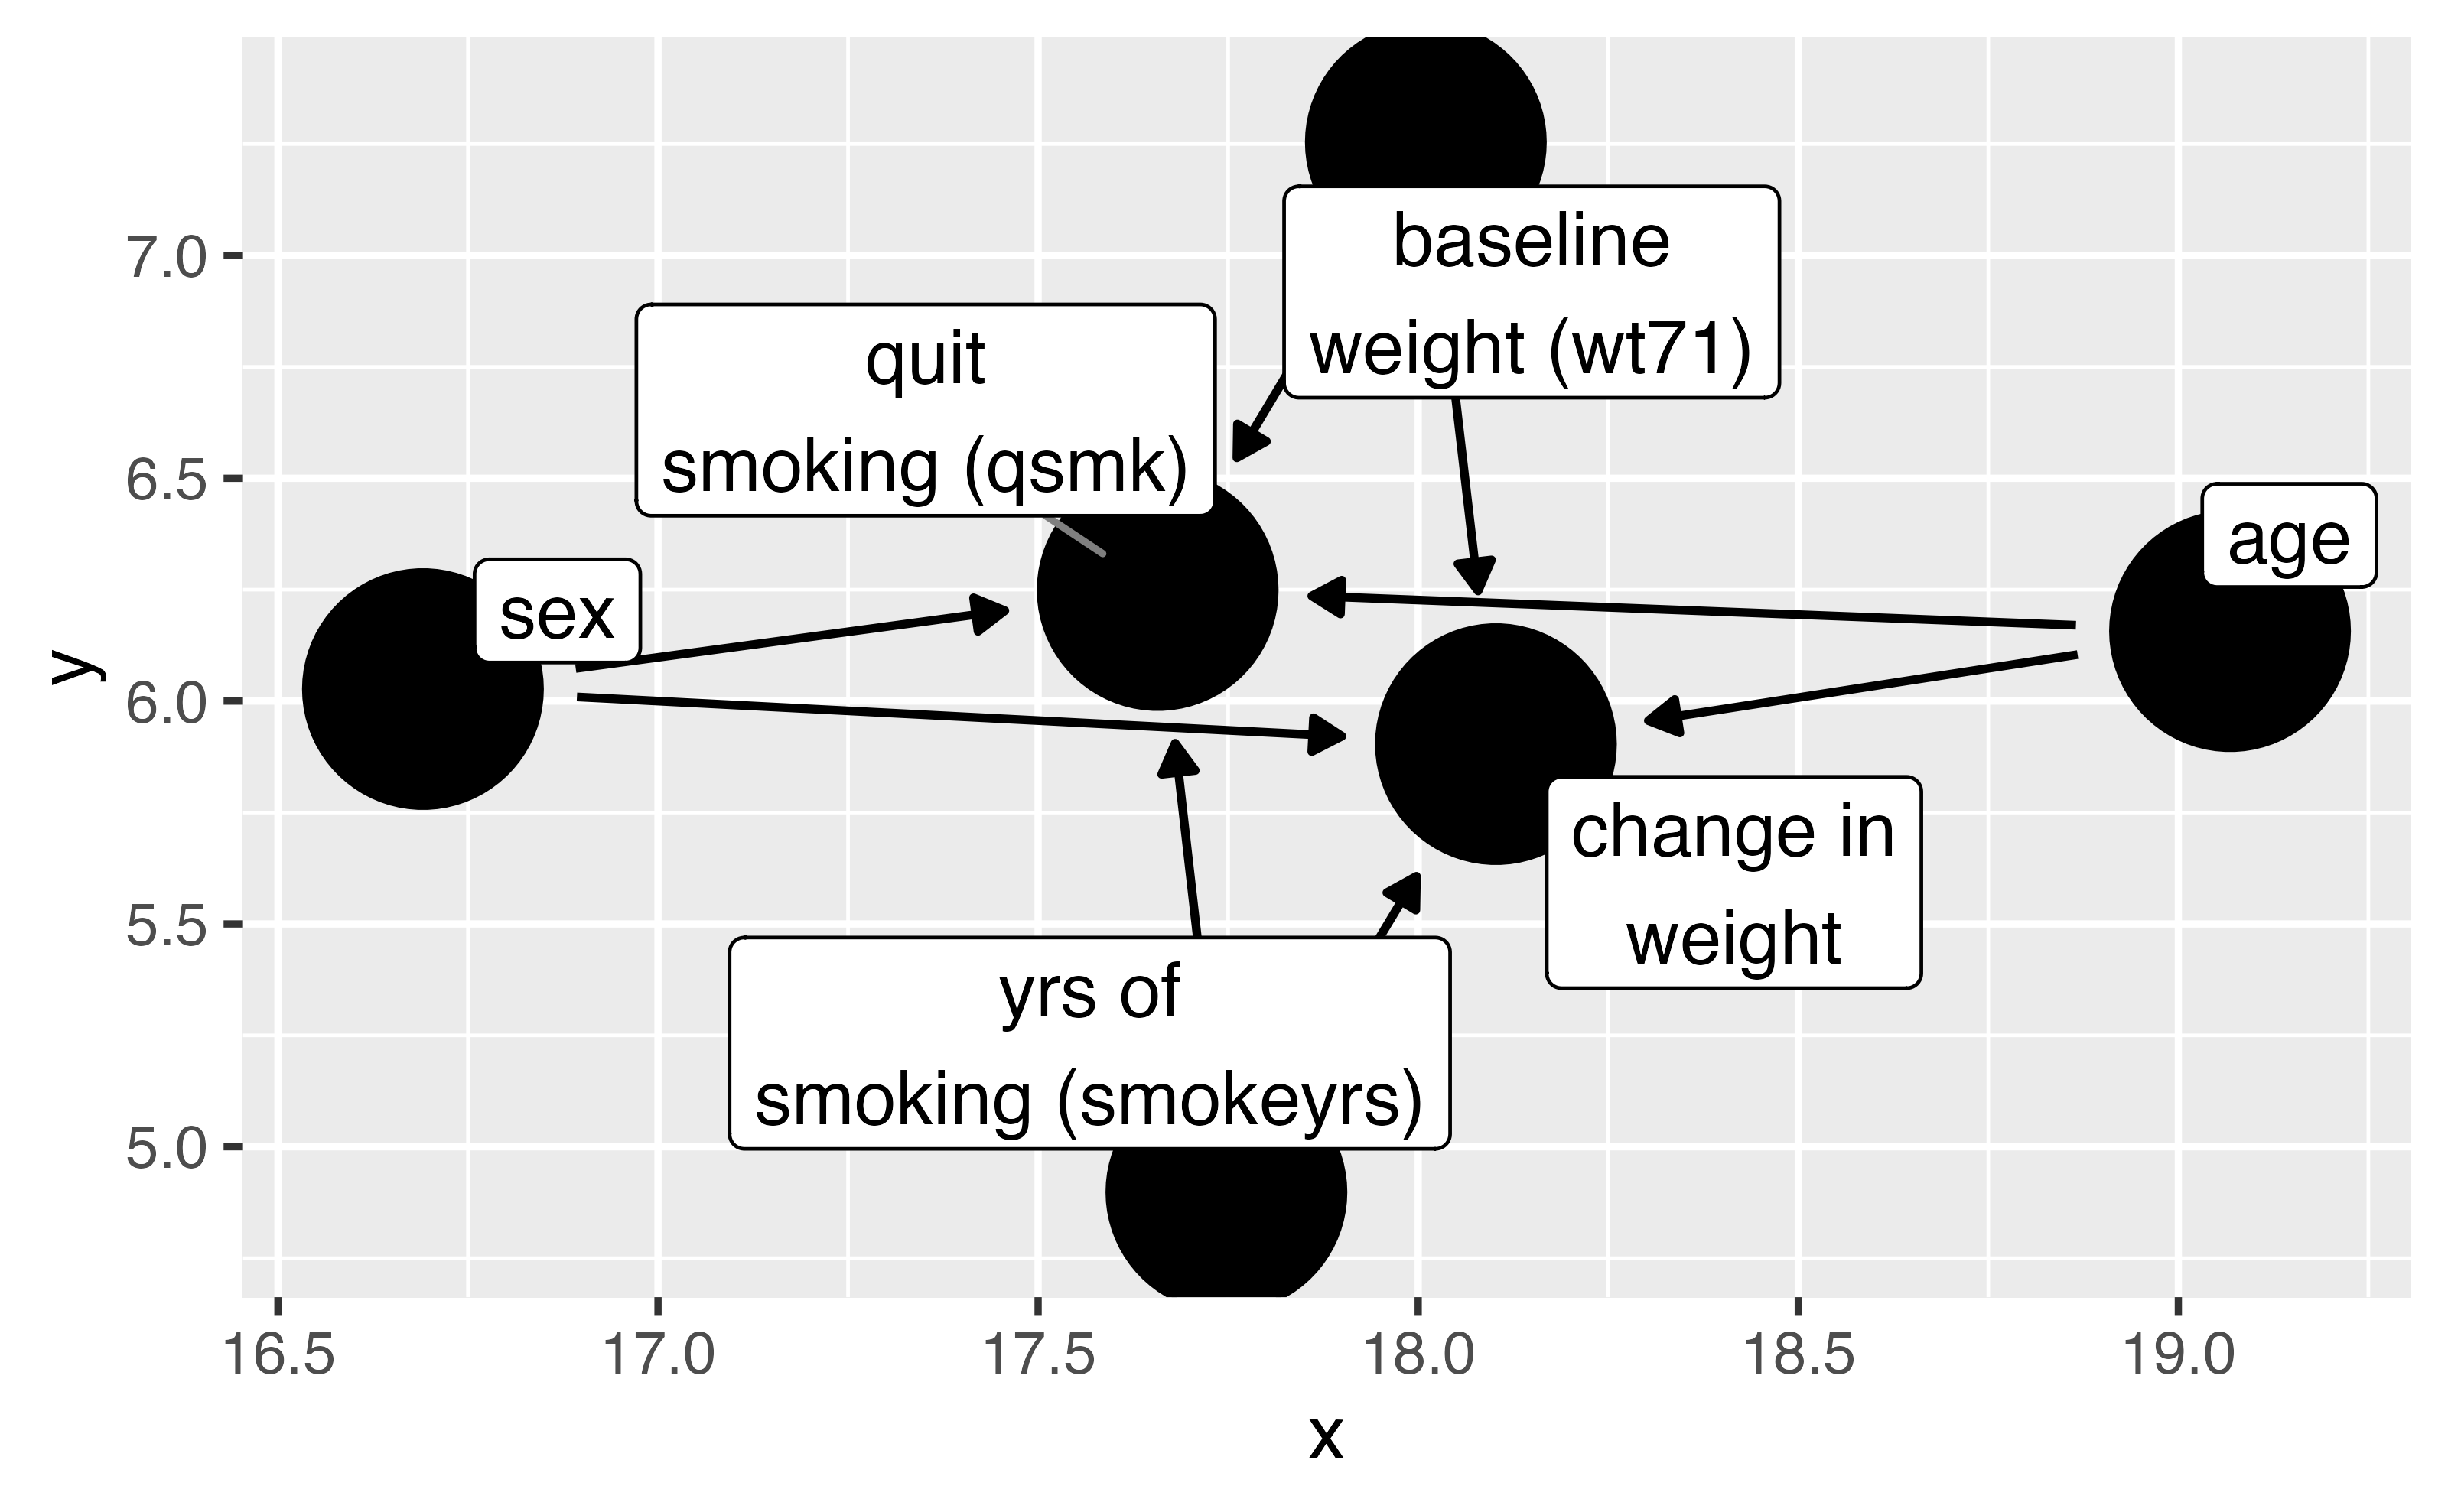 baseline
weight (wt71)
quit
smoking (qsmk)
age
sex
change in
weight
yrs of
smoking (smokeyrs)
y
7.0
6.5
6.0
5.5
5.0
16.5 17.0 17.5 18.0 18.5 19.0
x